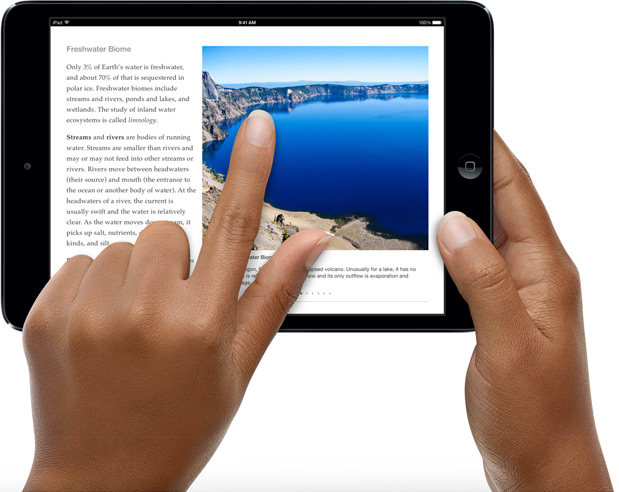 iPad
9:41 AM
100%
Freshwater Biome
Only 3% of Earth's water is freshwater,
and about 70% of that is sequestered in
polar ice. Freshwater biomes include
streams and rivers, ponds and lakes, and
wetlands. The study of inland water
ecosystems is called limnology.
Streams and rivers are bodies of running
water. Streams are smaller than rivers and
may or may not feed into other streams or
rivers. Rivers move between headwaters
(their source) and mouth (the entrance to
the ocean or another body of water). At the
headwaters of a river, the current is
usually swift and the water is relatively
clear. As the water moves
picks up salt, nutrients,
kinds, and silt
Unusually for a lake, it has no
and its only outflow is evaporation and